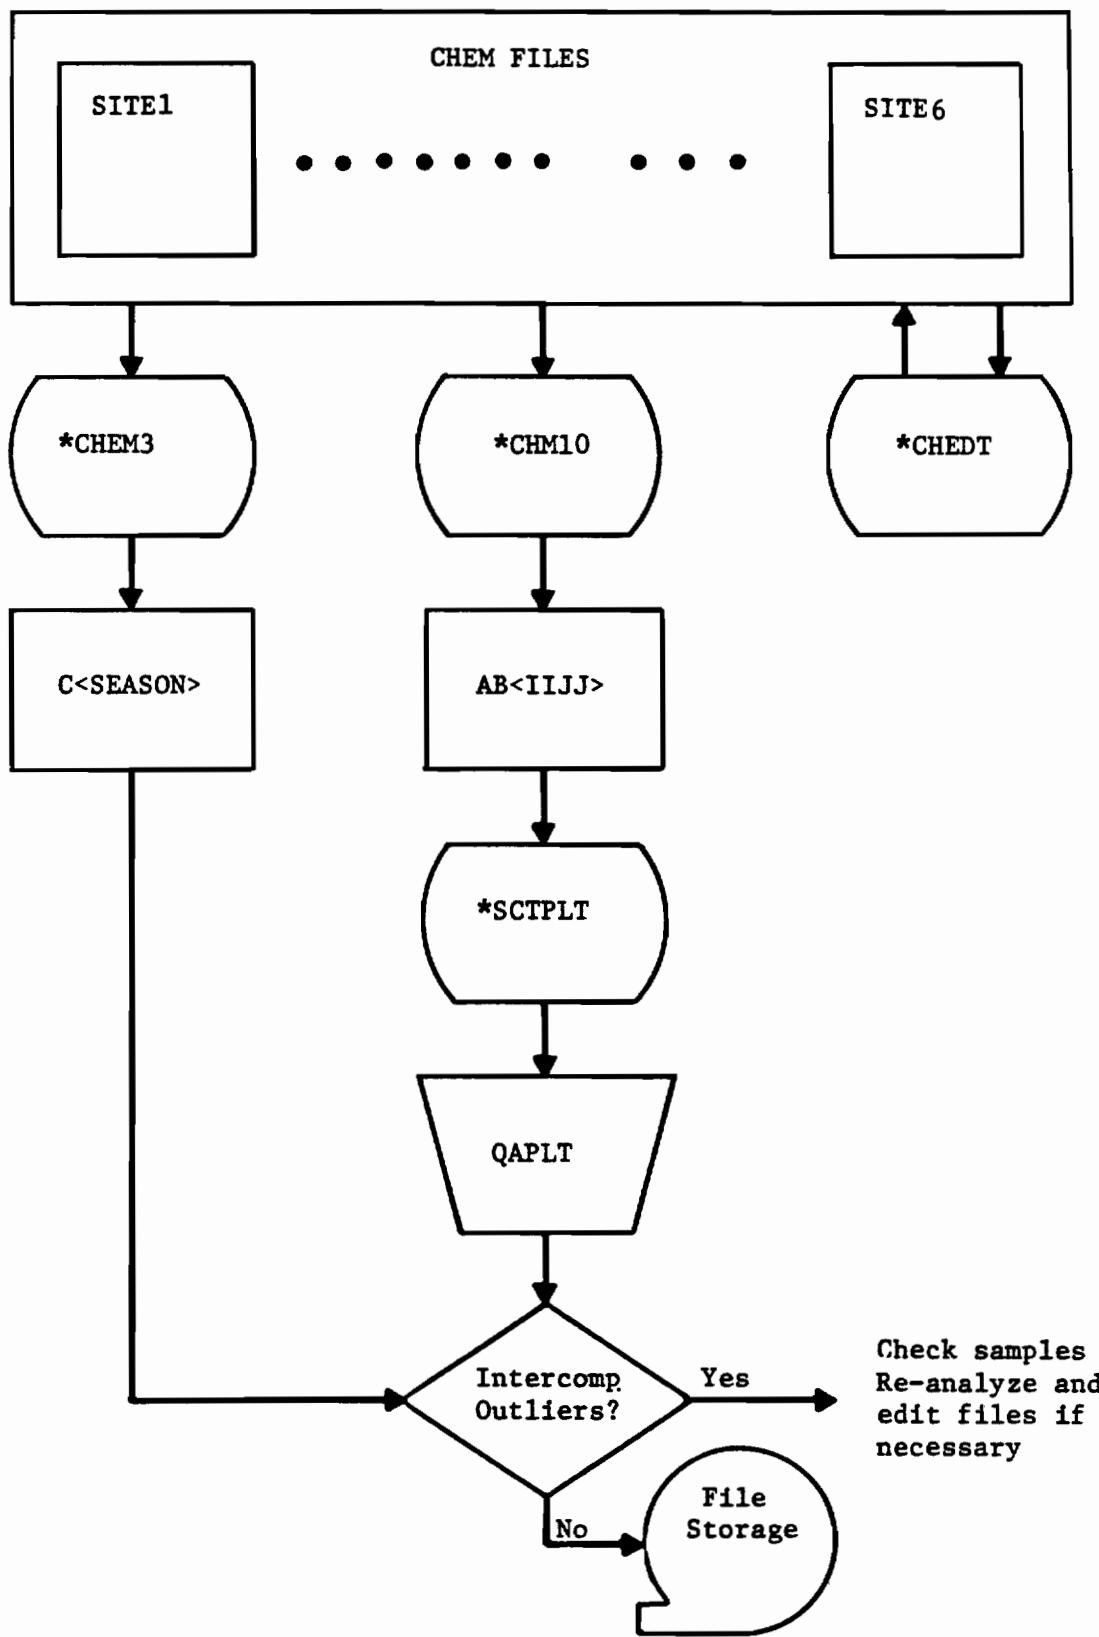 CHEM FILES
SITE1
SITE6
*CHEM3
*CHM10
*CHEDT
C<SEASON>
AB<IIJJ>
*SCTPLT
QAPLT
Intercomp.
Outliers?
Yes
Check samples
Re-analyze and
edit files if
necessary
No
File
Storage